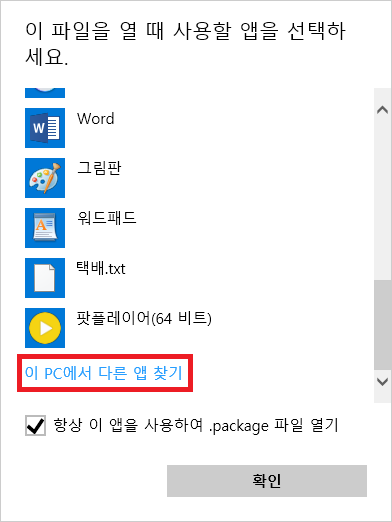 이 파일을 열 때 사용할 앱을 선택하
세요.
Word
그림판
워드패드
택배.txt
팟플레이어(64 비트)
이 PC에서 다른 앱 찾기
항상 이 앱을 사용하여 .package 파일 열기
확인